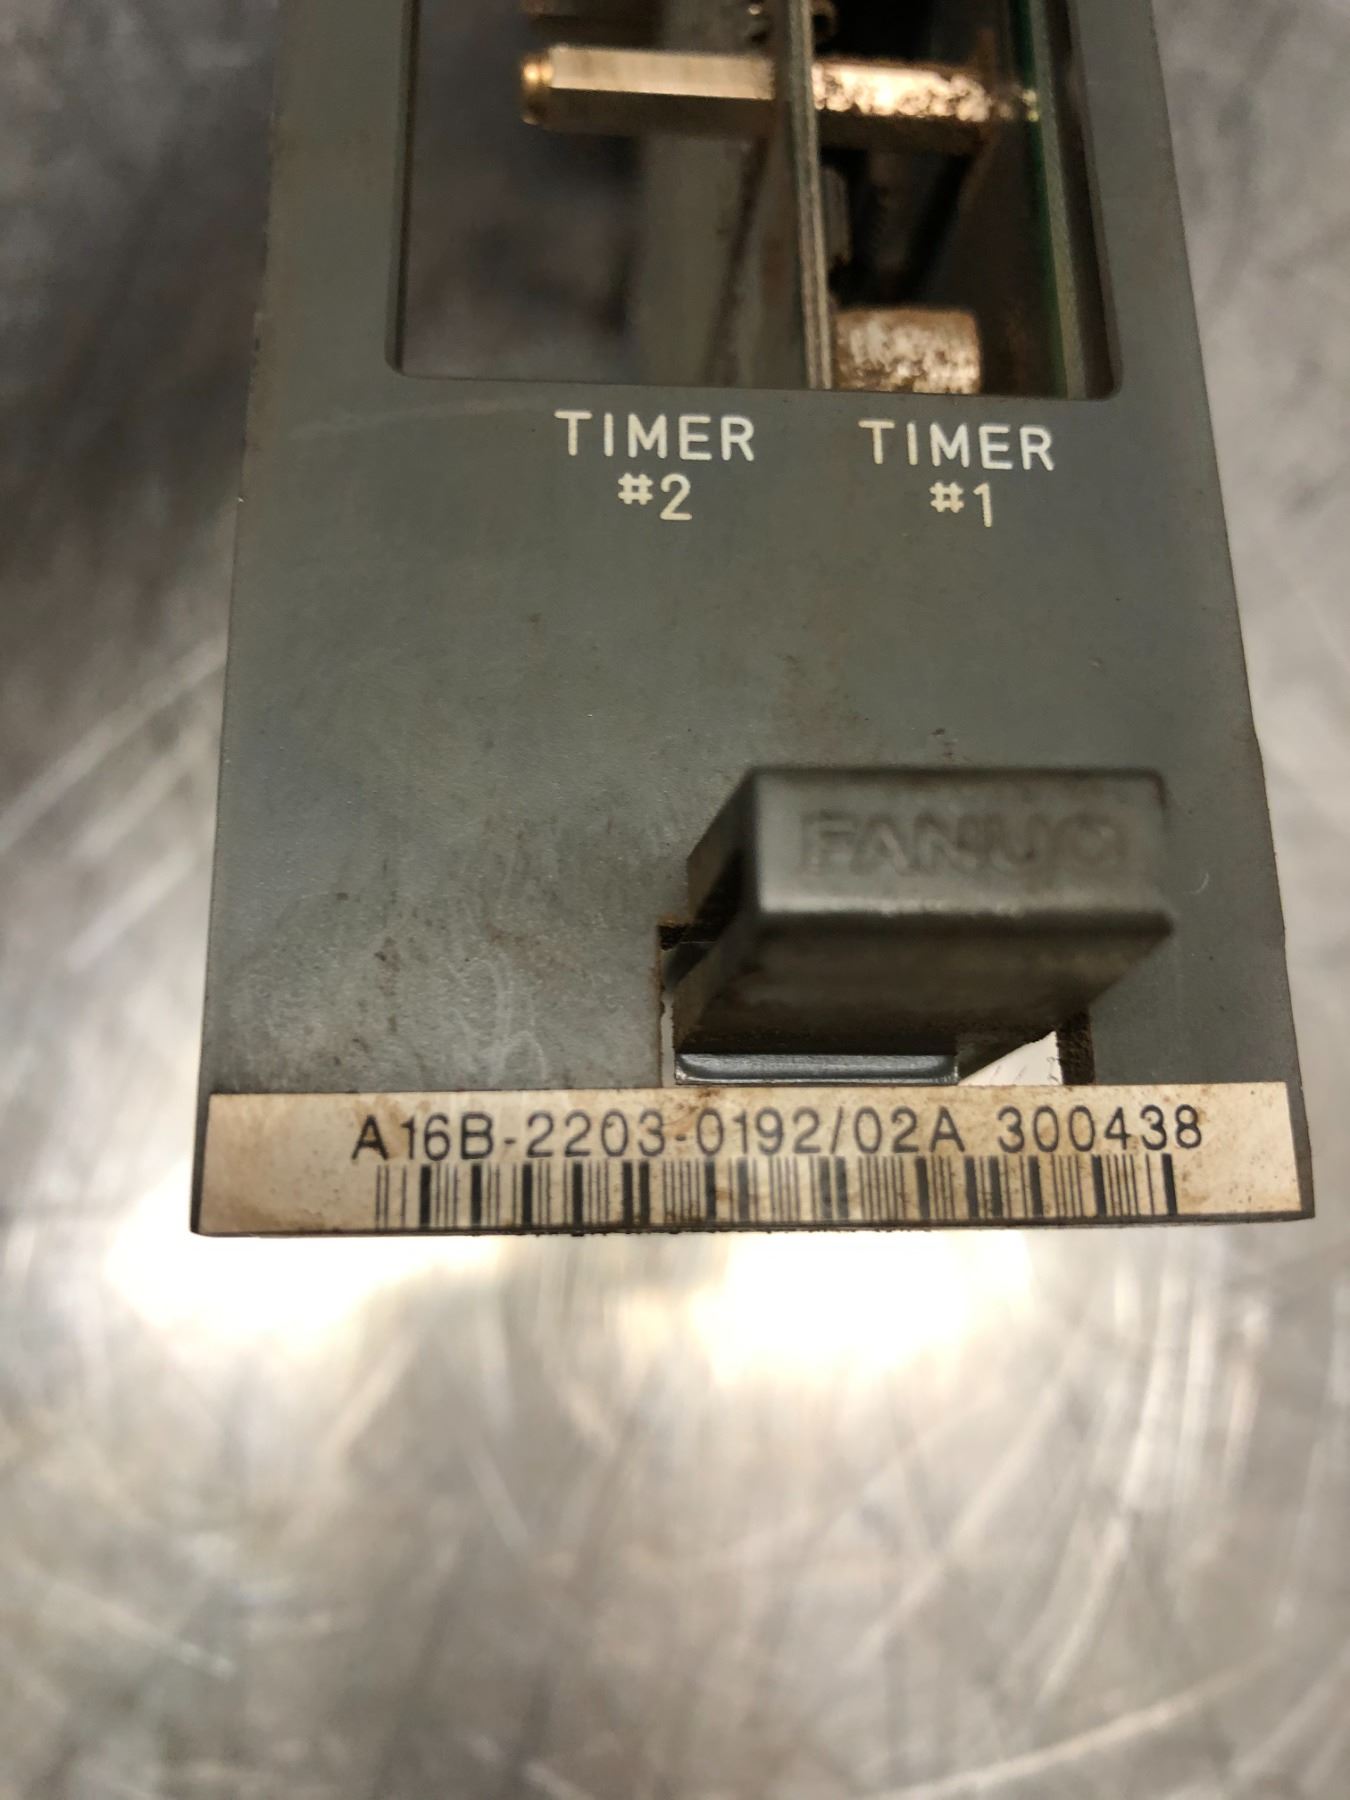 TIMER TIMER
#2 #1
FANUC
A16B-2203-0192/02A 300438